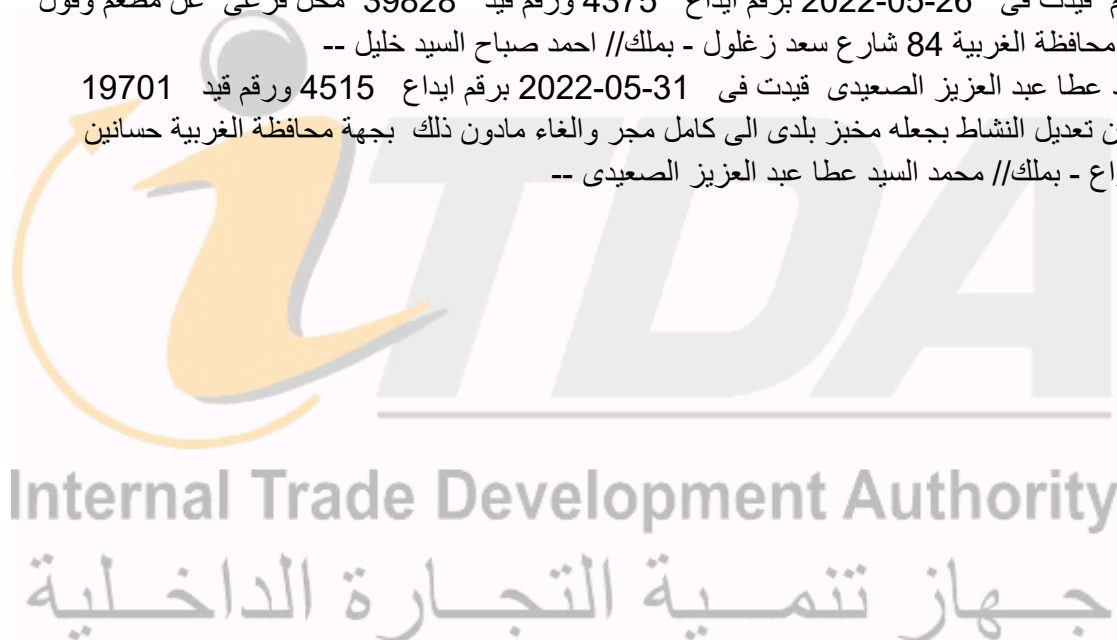 قيدت فى 26-05-2022 برقم ايداع 4375 ورقم قيد 39828 محل فرعى عن مطعم وفول
محافظة الغربية 84 شارع سعد زغلول - بملك// احمد صباح السيد خليل --
عطا عبد العزيز الصعيدى قيدت فى 31-05-2022 برقم ايداع 4515 ورقم قيد 19701
تعديل النشاط بجعله مخبز بلدى الى كامل مجر والغاء مادون ذلك بجهة محافظة الغربية حسانين
- بملك// محمد السيد عطا عبد العزيز الصعيدى --
iTDA
Internal Trade Development Authority
جهاز تنمية التجارة الداخلية